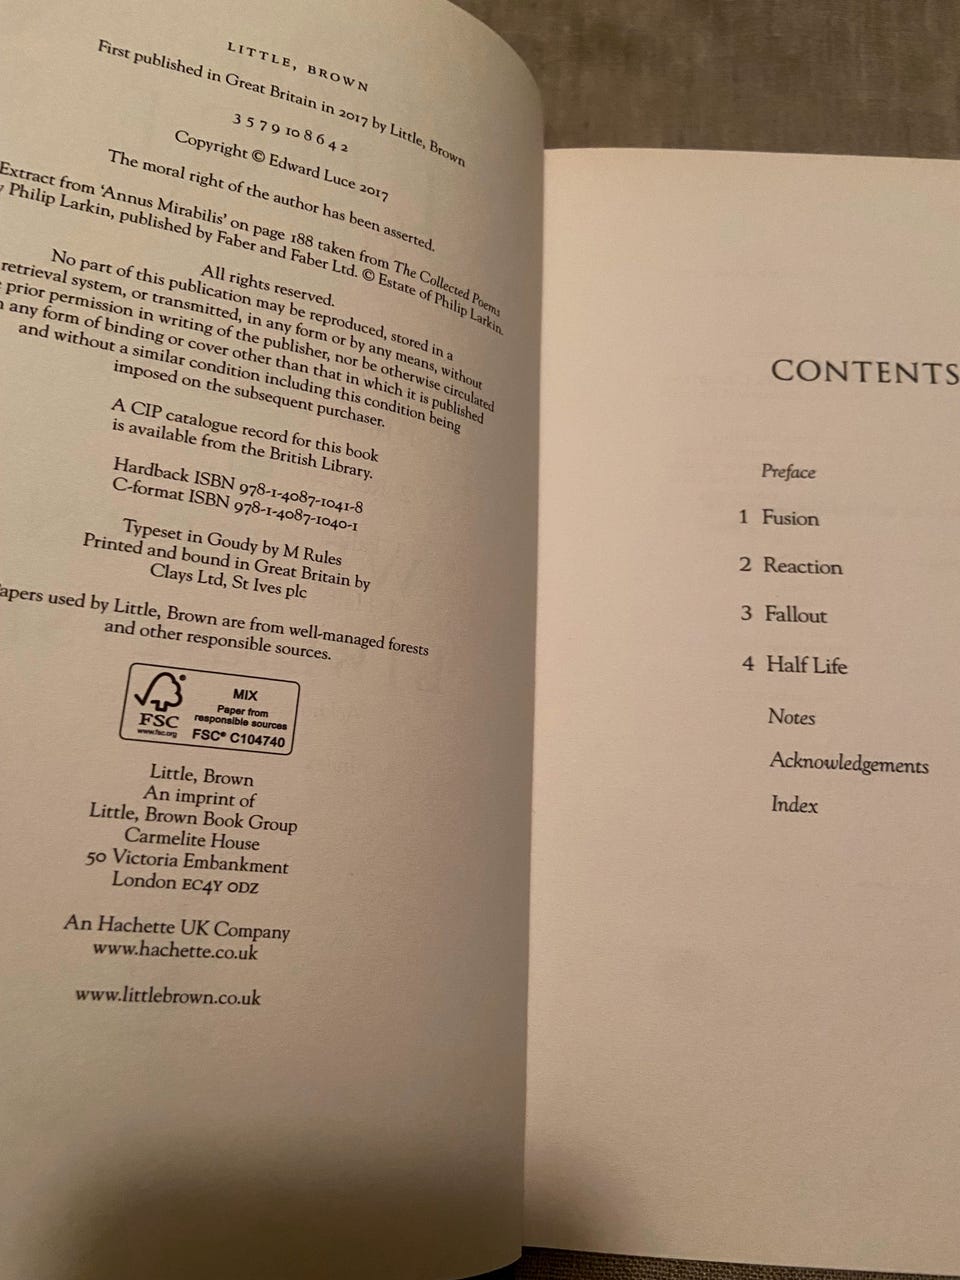 LITTLE, BROWN
First published in Great Britain in 2017 by Little, Brown
3 5 7 9 10 8 6 4 2
Copyright © Edward Luce 2017
The moral right of the author has been asserted.
Extract from 'Annus Mirabilis' on page 188 taken from The Collected Poems
Philip Larkin, published by Faber and Faber Ltd. © Estate of Philip Larkin.
All rights reserved.
No part of this publication may be reproduced, stored in a
retrieval system, or transmitted, in any form or by any means, without
prior permission in writing of the publisher, nor be otherwise circulated
any form of binding or cover other than that in which it is published
and without a similar condition including this condition being
imposed on the subsequent purchaser.
A CIP catalogue record for this book
is available from the British Library.
Hardback ISBN 978-1-4087-1041-8
C-format ISBN 978-1-4087-1040-1
Typeset in Goudy by M Rules
Printed and bound in Great Britain by
Clays Ltd, St Ives plc
apers used by Little, Brown are from well-managed forests
and other responsible sources.
FSC
www.fsc.org
MIX
Paper from
responsible sources
FSC® C104740
Little, Brown
An imprint of
Little, Brown Book Group
Carmelite House
50 Victoria Embankment
London EC4Y 0DZ
An Hachette UK Company
www.hachette.co.uk
www.littlebrown.co.uk
CONTENTS
Preface
1 Fusion
2 Reaction
3 Fallout
4 Half Life
Notes
Acknowledgements
Index